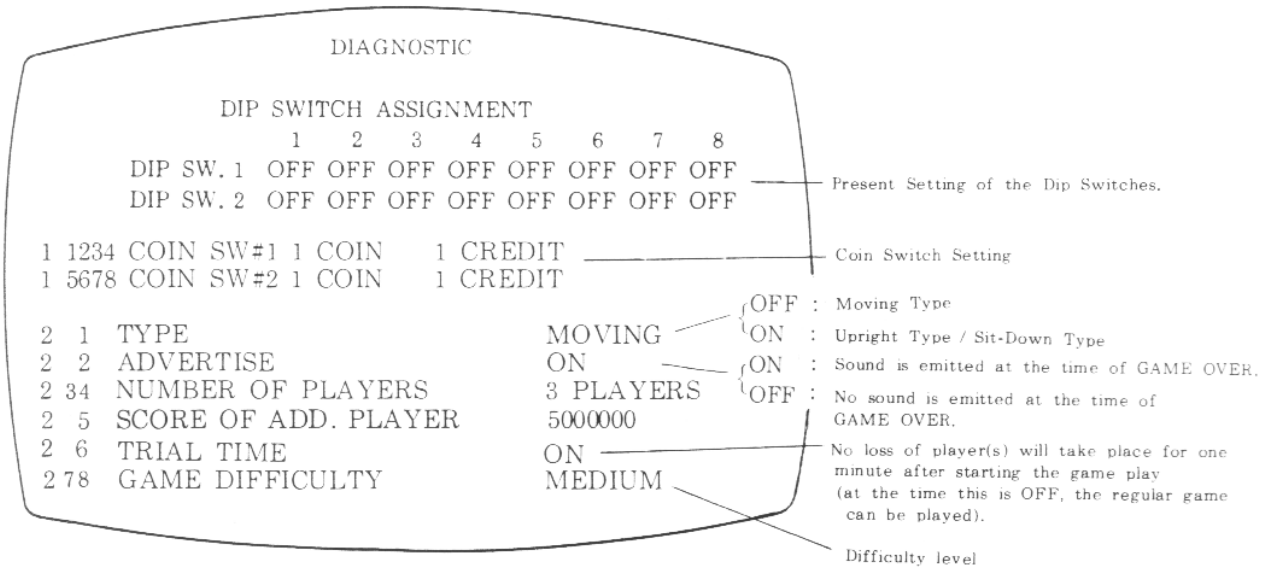 DIAGNOSTIC
DIP SWITCH ASSIGNMENT
1 2 3 4 5 6 7 8
DIP SW. 1 OFF OFF OFF OFF OFF OFF OFF OFF
DIP SW. 2 OFF OFF OFF OFF OFF OFF OFF OFF
Present Setting of the Dip Switches.
1 1234 COIN SW#1 1 COIN 1 CREDIT
1 5678 COIN SW#2 1 COIN 1 CREDIT
Coin Switch Setting
2 1 TYPE MOVING
2 2 ADVERTISE ON
2 34 NUMBER OF PLAYERS 3 PLAYERS
2 5 SCORE OF ADD. PLAYER 5000000
2 6 TRIAL TIME ON
2 78 GAME DIFFICULTY MEDIUM
OFF : Moving Type
ON : Upright Type / Sit-Down Type
ON : Sound is emitted at the time of GAME OVER.
OFF : No sound is emitted at the time of
GAME OVER.
No loss of player(s) will take place for one
minute after starting the game play
(at the time this is OFF, the regular game
can be played).
Difficulty level